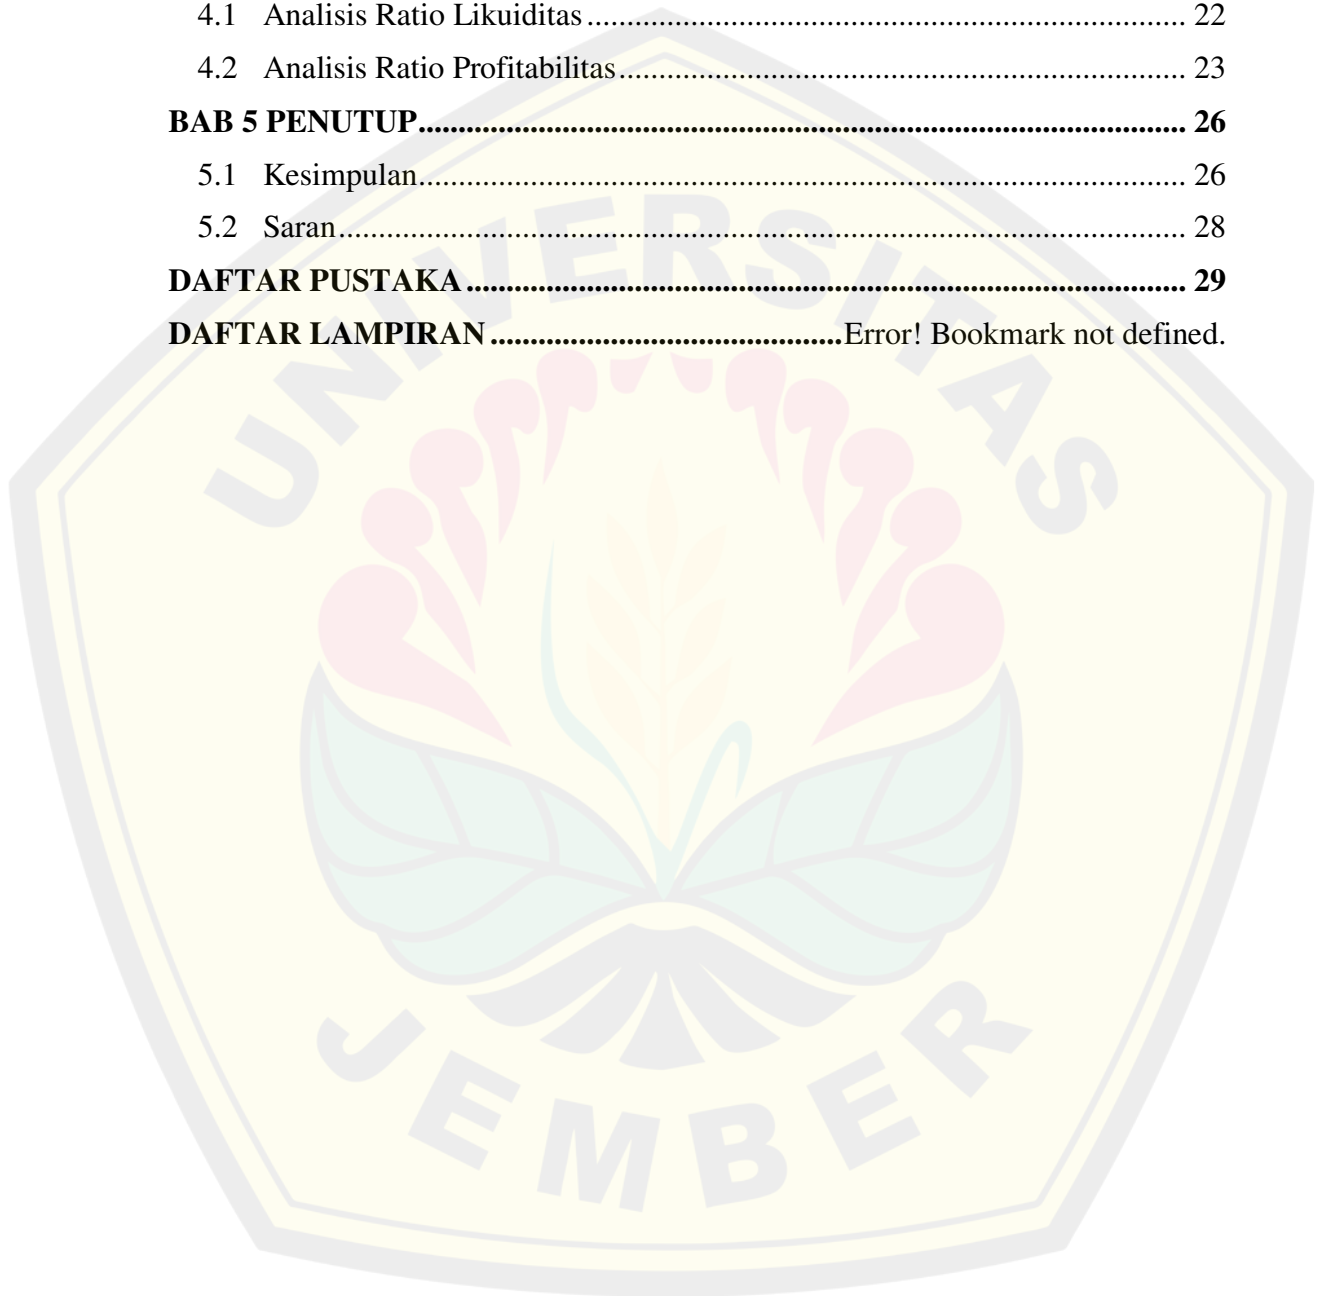 4.1 Analisis Ratio Likuiditas........................................................................... 22
4.2 Analisis Ratio Profitabilitas....................................................................... 23
BAB 5 PENUTUP................................................................................................ 26
5.1 Kesimpulan................................................................................................ 26
5.2 Saran.......................................................................................................... 28
DAFTAR PUSTAKA.......................................................................................... 29
DAFTAR LAMPIRAN............................................Error! Bookmark not defined.
UNIVERSITAS
JEMBER